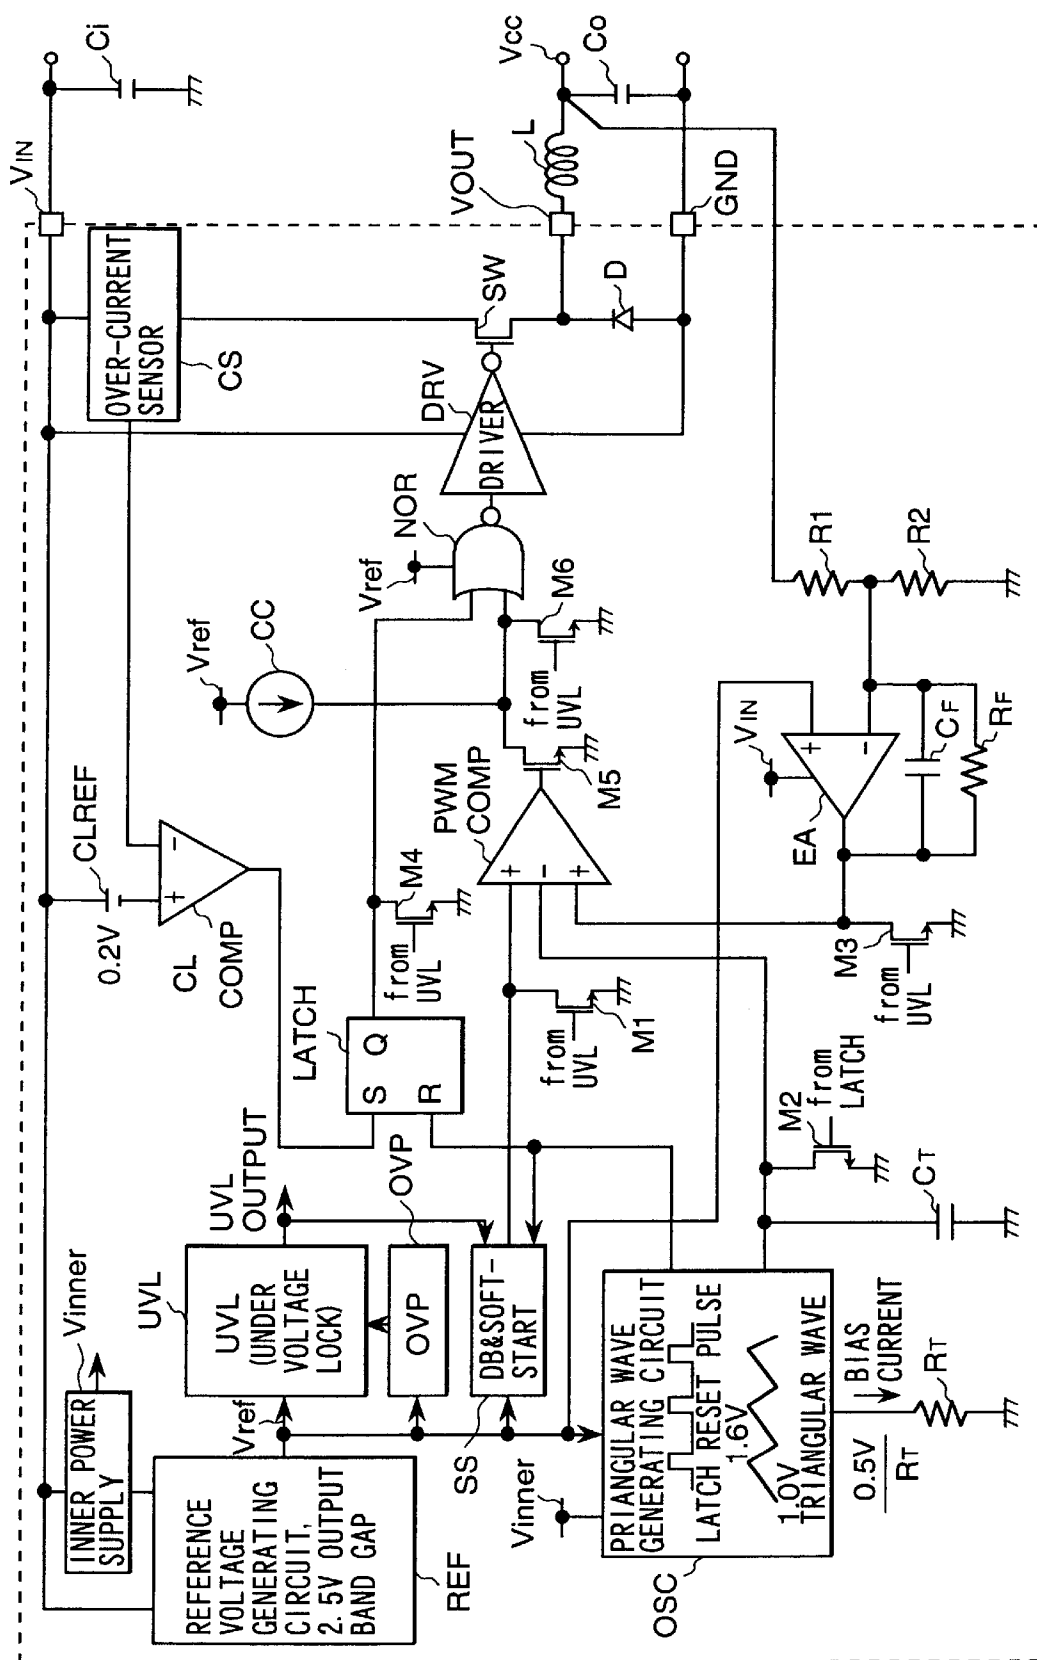 VIN
Ci
OVER-CURRENT
SENSOR
CS
CLREF
0.2V
CL
COMP
INNER POWER
SUPPLY
Vinner
REFERENCE
VOLTAGE
GENERATING
CIRCUIT,
2.5V OUTPUT
BAND GAP
REF
Vref
UVL
UVL
(UNDER
VOLTAGE
LOCK)
UVL
OUTPUT
OVP
OVP
SS
DB&SOFT-
START
LATCH
S
Q
R
from
UVL
M4
Vref
CC
Vref
NOR
DRV
DRIVER
SW
VOUT
L
Vcc
Co
D
GND
PWM
COMP
+
-
+
M5
from
UVL
M6
from
UVL
M1
Vinner
OSC
PRIANGULAR WAVE
GENERATING CIRCUIT
LATCH RESET PULSE
1.6V
1.0V
TRIANGULAR WAVE
0.5V
RT
BIAS
CURRENT
RT
CT
M2
from
LATCH
from
UVL
M3
EA
VIN
+
-
CF
RF
R1
R2
+
-